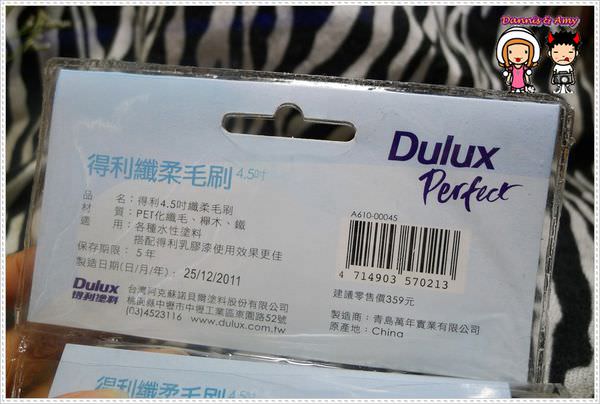 Dannis & Amy
Dulux
Perfect
得利纖柔毛刷 4.5吋
品　名：得利4.5吋纖柔毛刷
材　質：PET化纖毛、櫸木、鐵
適　用：各種水性塗料
搭配得利乳膠漆使用效果更佳
保存期限：5年
製造日期(日/月/年)：25/12/2011
A610-00045
4 714903 570213
建議零售價359元
製造商：青島萬年實業有限公司
原產地：China
Dulux
得利塗料
台灣阿克蘇諾貝爾塗料股份有限公司
桃園縣中壢市中壢工業區東園路52號
(03)4523116 www.dulux.com.tw
得利纖柔毛刷 4.5吋